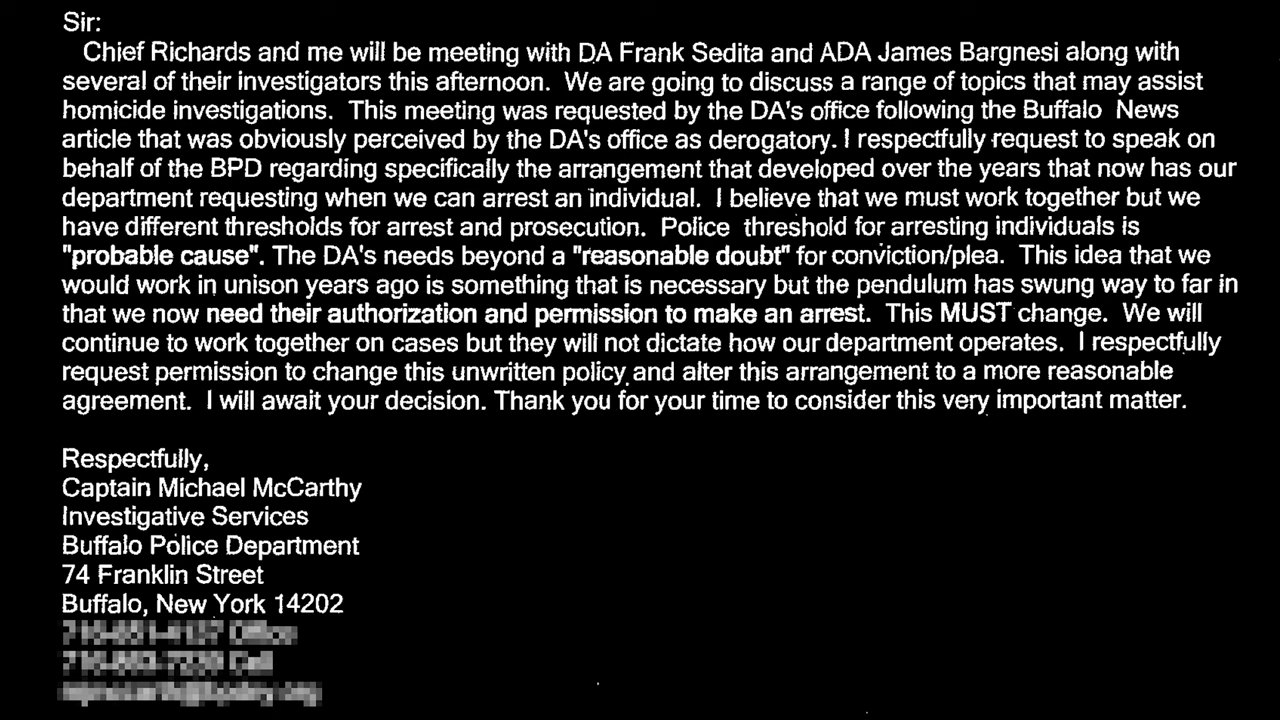 Sir:
Chief Richards and me will be meeting with DA Frank Sedita and ADA James Bargnesi along with
several of their investigators this afternoon. We are going to discuss a range of topics that may assist
homicide investigations. This meeting was requested by the DA's office following the Buffalo News
article that was obviously perceived by the DA's office as derogatory. I respectfully request to speak on
behalf of the BPD regarding specifically the arrangement that developed over the years that now has our
department requesting when we can arrest an individual. I believe that we must work together but we
have different thresholds for arrest and prosecution. Police threshold for arresting individuals is
"probable cause". The DA's needs beyond a "reasonable doubt" for conviction/plea. This idea that we
would work in unison years ago is something that is necessary but the pendulum has swung way to far in
that we now need their authorization and permission to make an arrest. This MUST change. We will
continue to work together on cases but they will not dictate how our department operates. I respectfully
request permission to change this unwritten policy and alter this arrangement to a more reasonable
agreement. I will await your decision. Thank you for your time to consider this very important matter.
Respectfully,
Captain Michael McCarthy
Investigative Services
Buffalo Police Department
74 Franklin Street
Buffalo, New York 14202